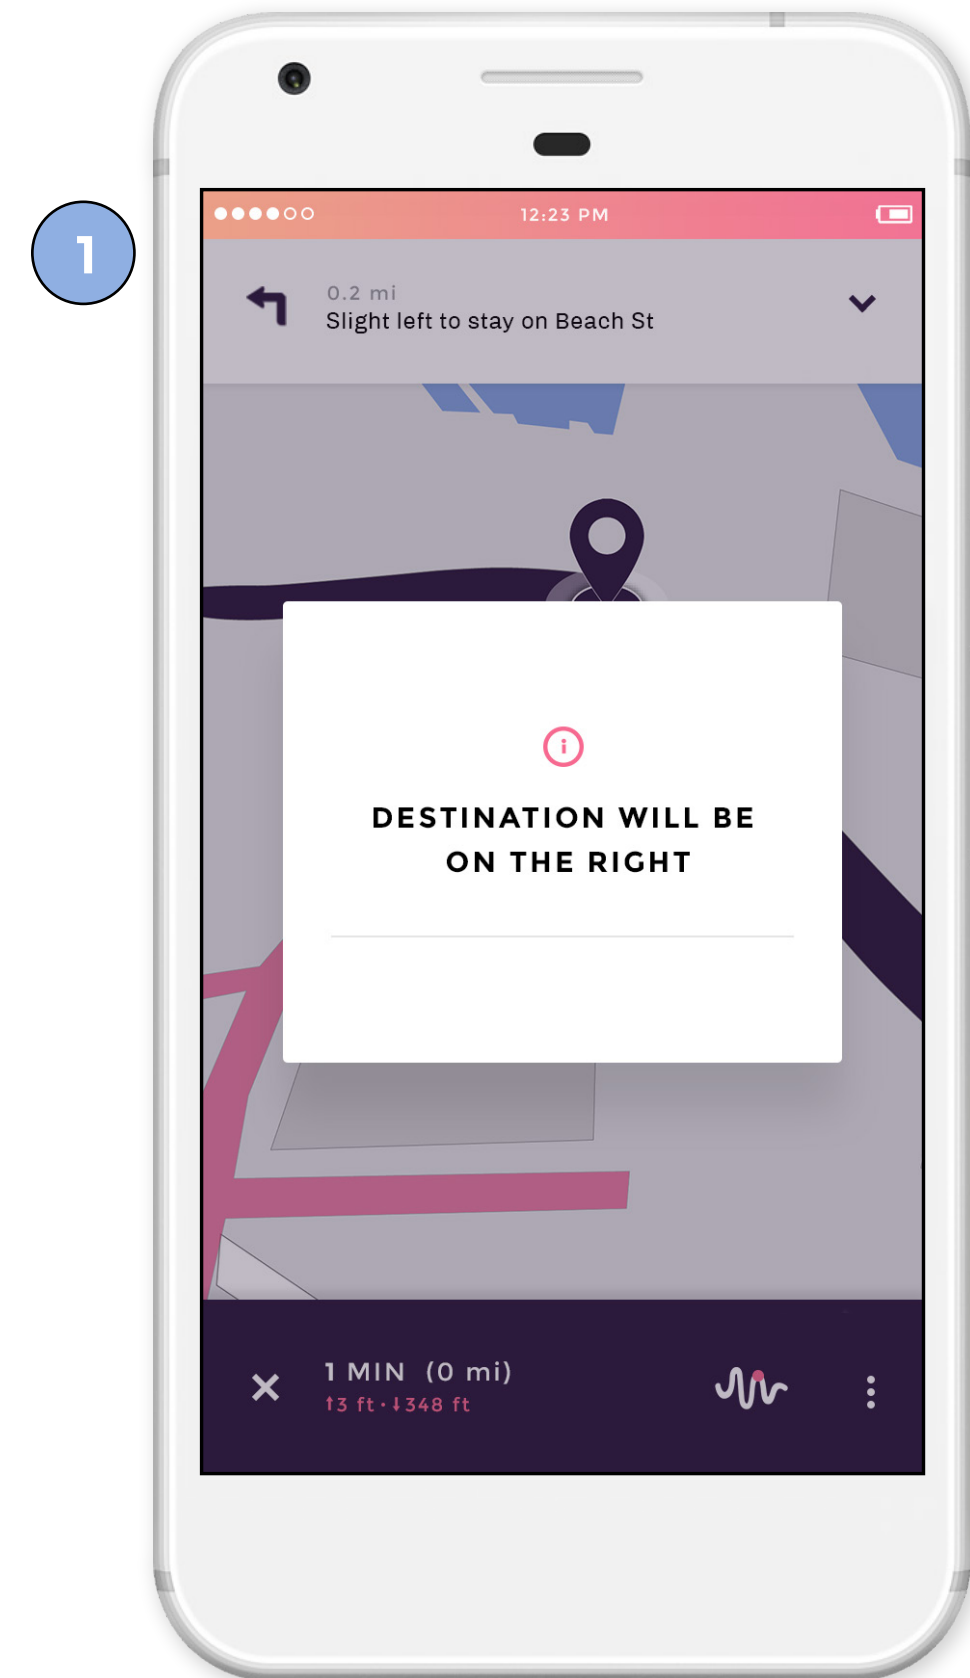 1
12:23 PM
0.2 mi
Slight left to stay on Beach St
DESTINATION WILL BE
ON THE RIGHT
1 MIN (0 mi)
↑3 ft · ↓348 ft